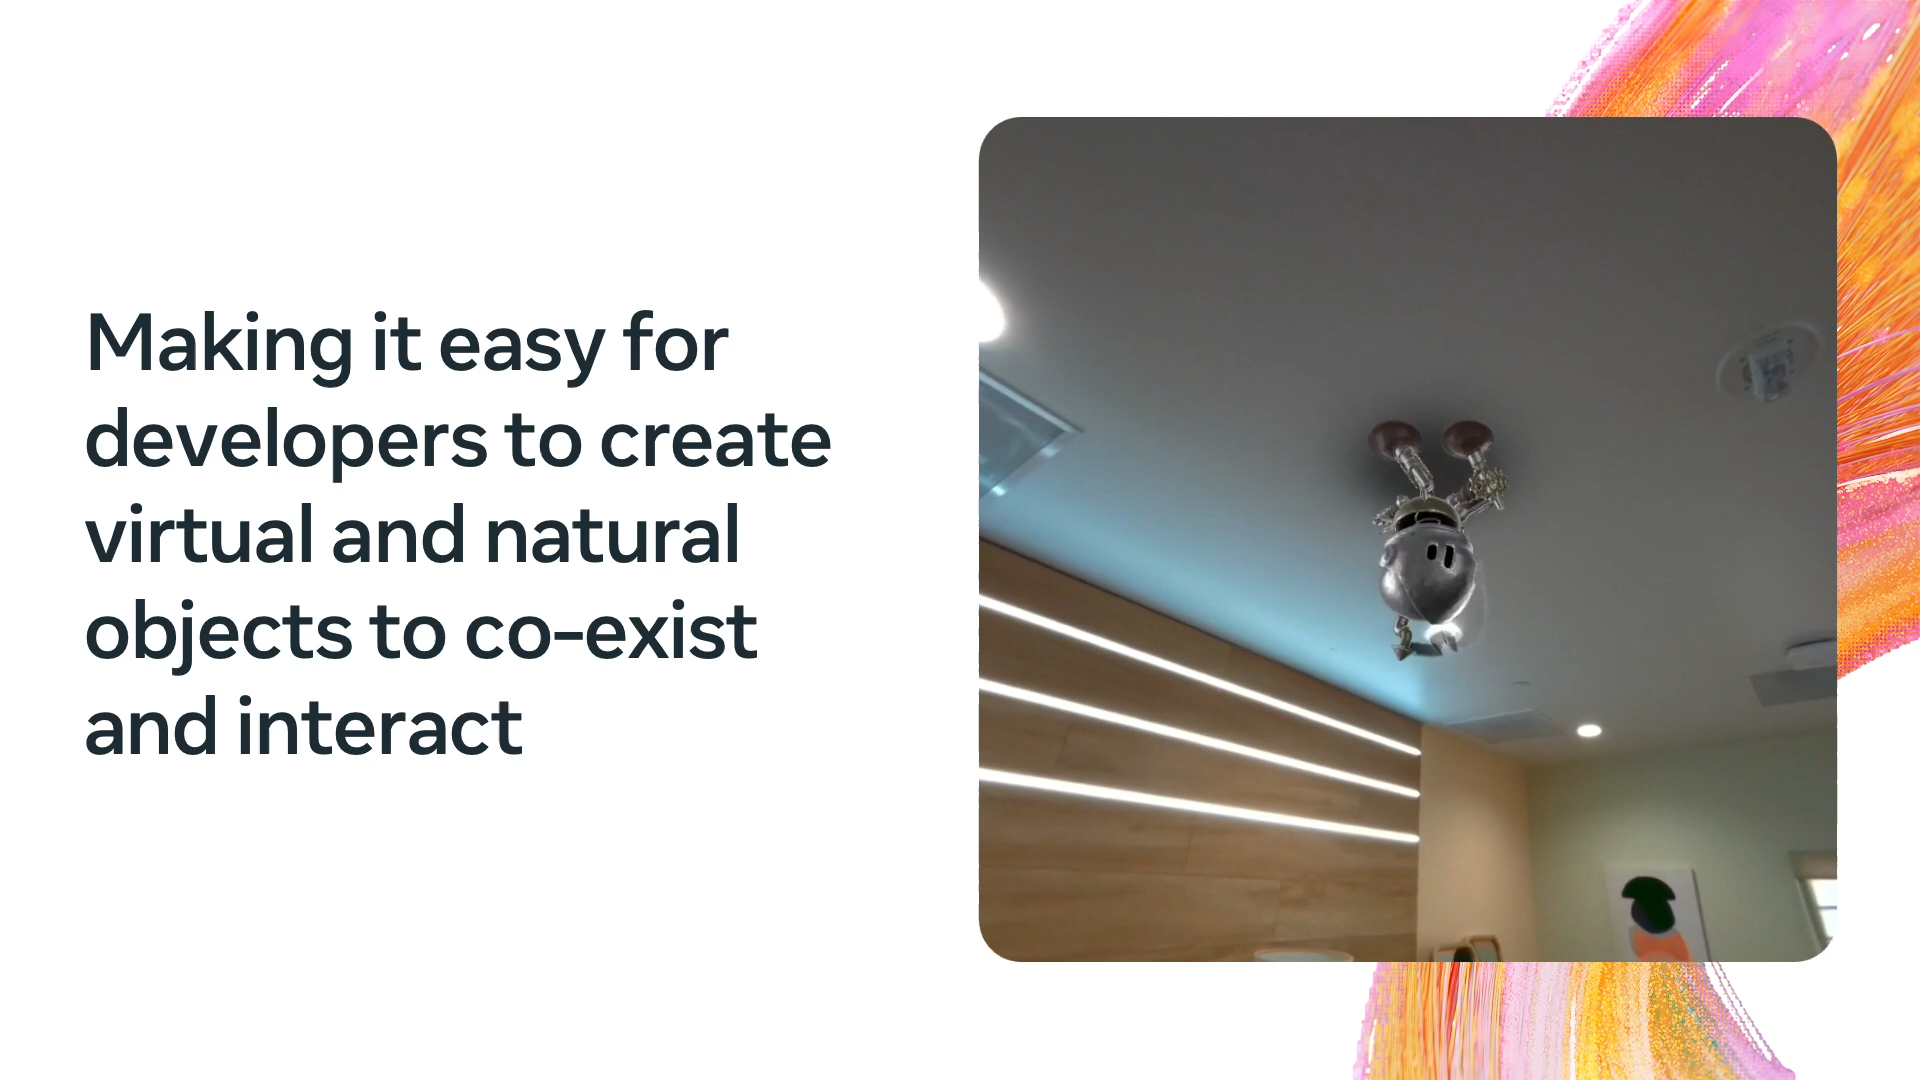 Making it easy for
developers to create
virtual and natural
objects to co-exist
and interact